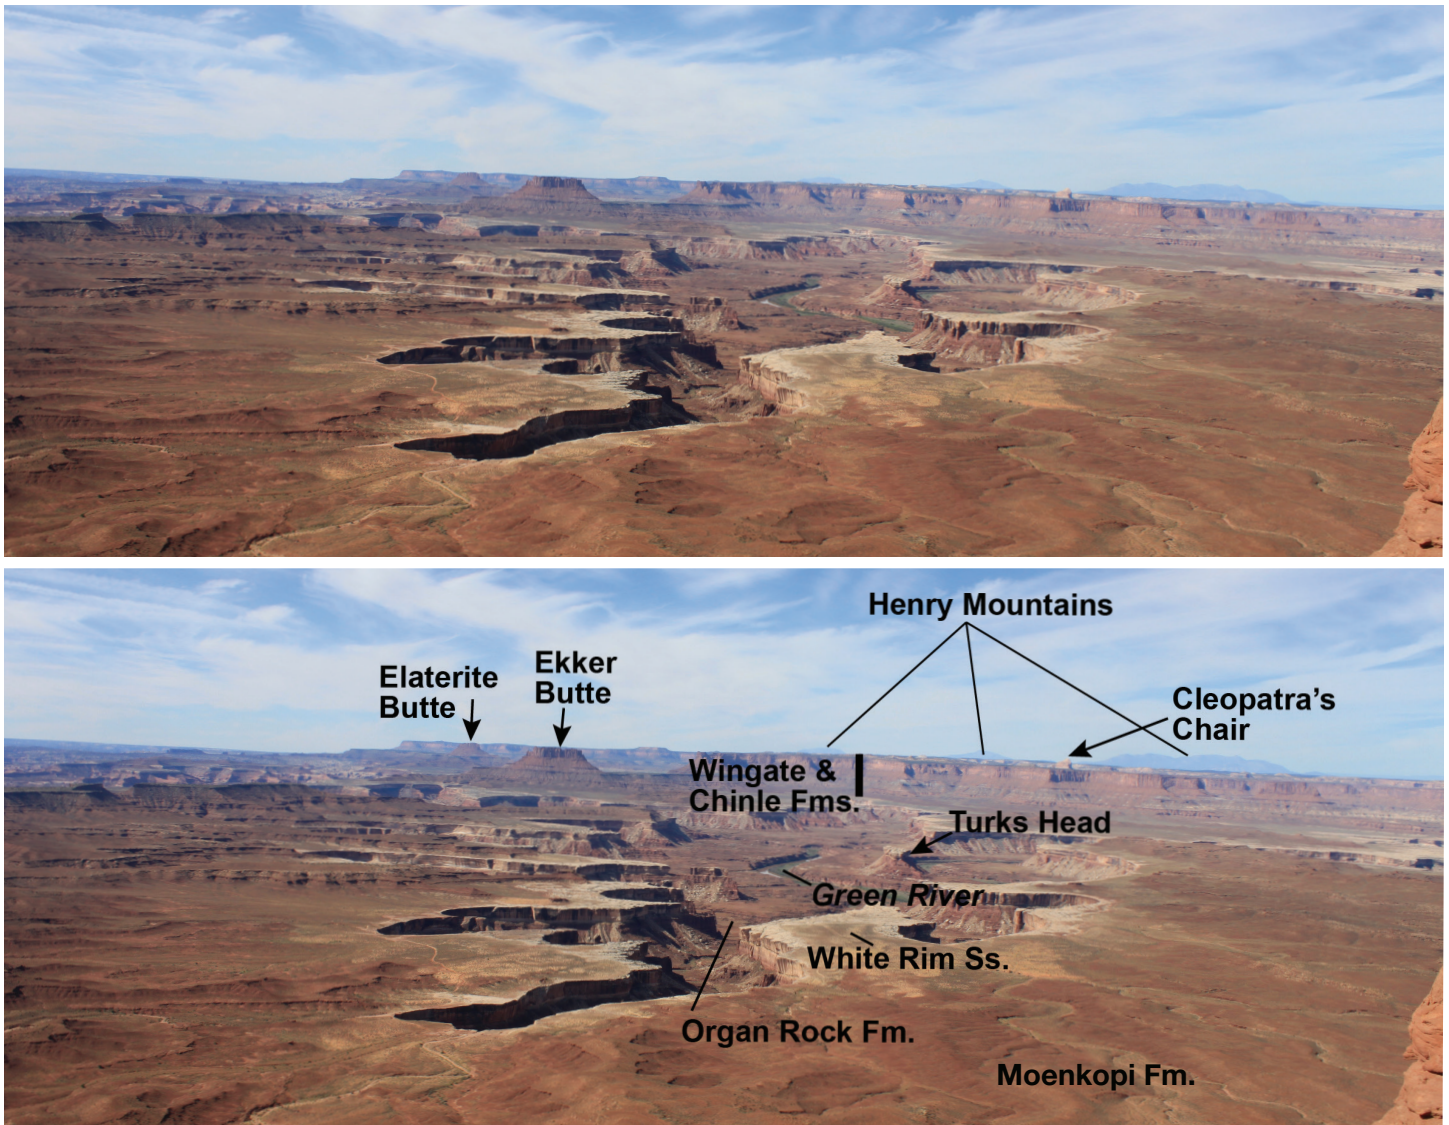 Henry Mountains
Elaterite
Butte
Ekker
Butte
Cleopatra's
Chair
Wingate &
Chinle Fms.
Turks Head
Green River
White Rim Ss.
Organ Rock Fm.
Moenkopi Fm.